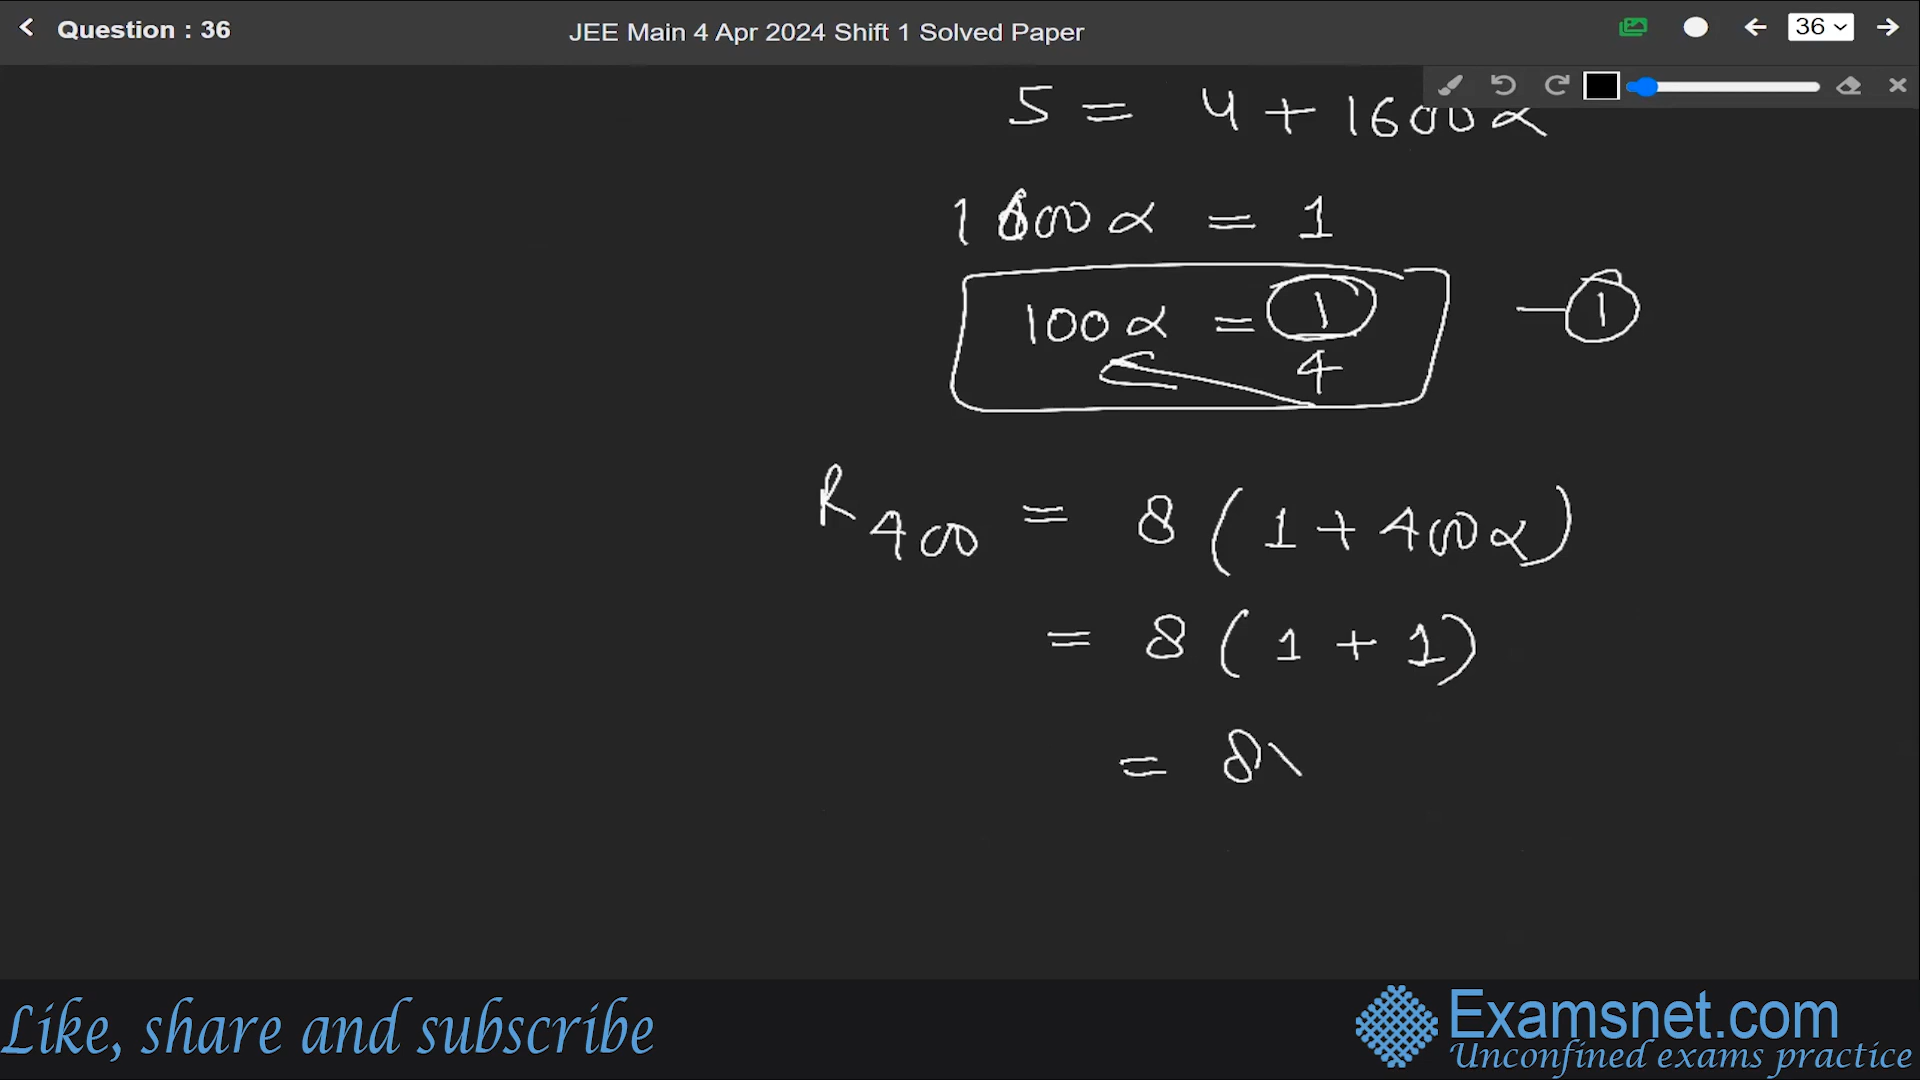 Question : 36
JEE Main 4 Apr 2024 Shift 1 Solved Paper
36
5 = 4 + 1600α
1600α = 1
100α = 1/4 — 1
R400 = 8 ( 1 + 400α )
= 8 ( 1 + 1 )
= 8
Like, share and subscribe
Examsnet.com
Unconfined exams practice